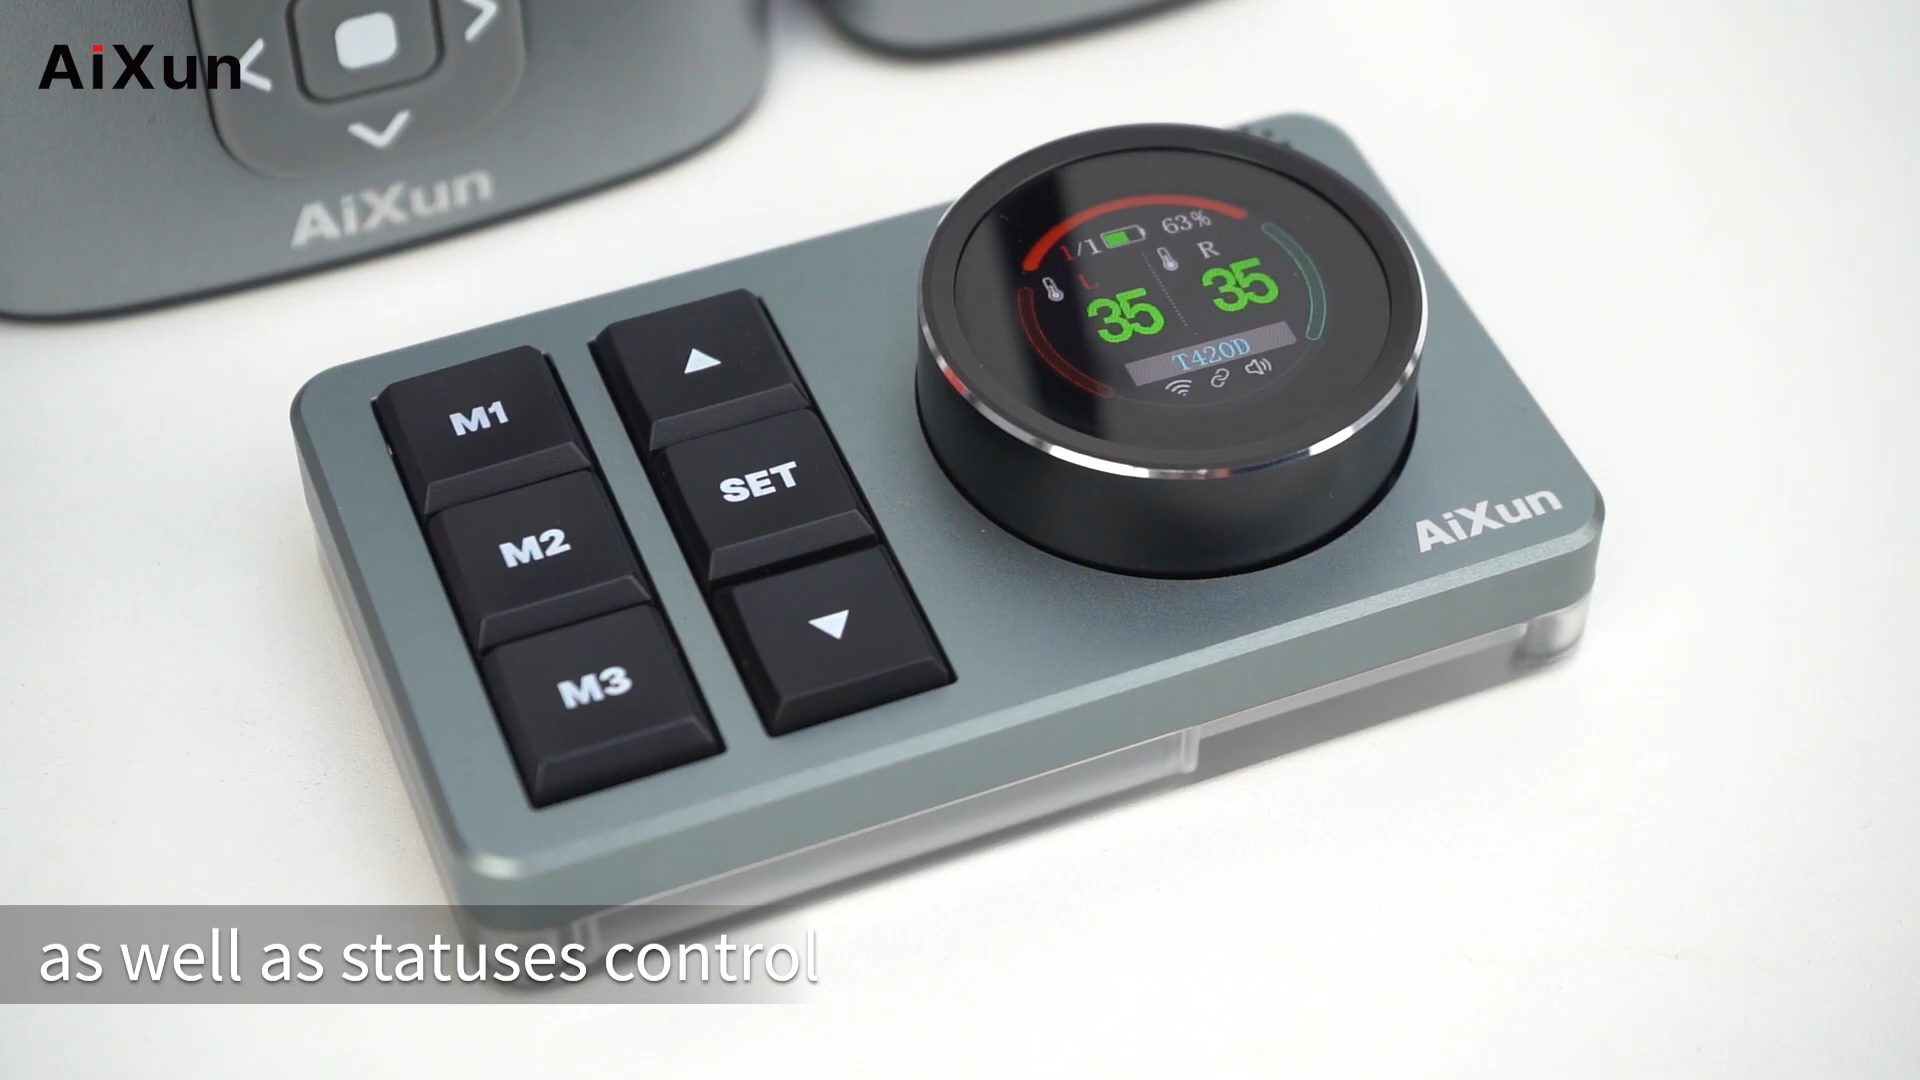 AiXun
AiXun
1/1 63%
L R
35 35
T420D
M1
SET
M2
M3
AiXun
as well as statuses control